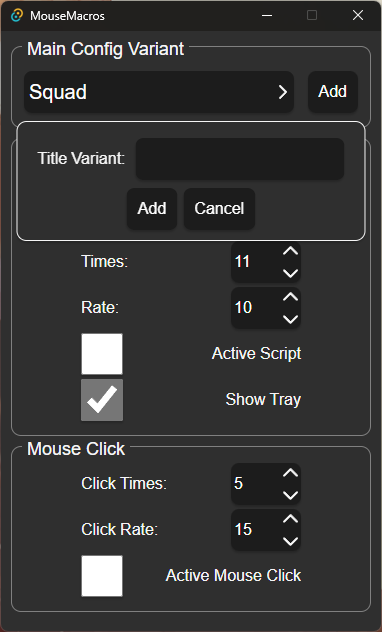 MouseMacros
Main Config Variant
Squad
Add
Title Variant:
Add Cancel
Times: 11
Rate: 10
Active Script
Show Tray
Mouse Click
Click Times: 5
Click Rate: 15
Active Mouse Click